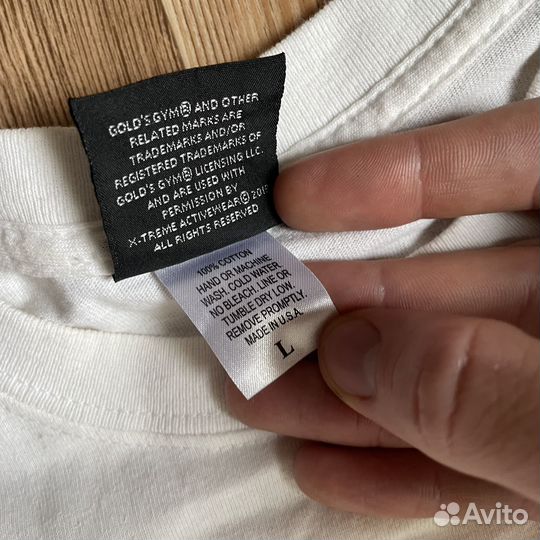 GOLD'S GYM® AND OTHER
RELATED MARKS ARE
TRADEMARKS AND/OR
REGISTERED TRADEMARKS OF
GOLD'S GYM® LICENSING LLC.
AND ARE USED WITH
PERMISSION BY
X-TREME ACTIVEWEAR©
ALL RIGHTS RESERVED
100% COTTON
HAND OR MACHINE
WASH. COLD WATER
NO BLEACH. LINE OR
TUMBLE DRY LOW.
REMOVE PROMPTLY.
MADE IN U.S.A.
L
Avito